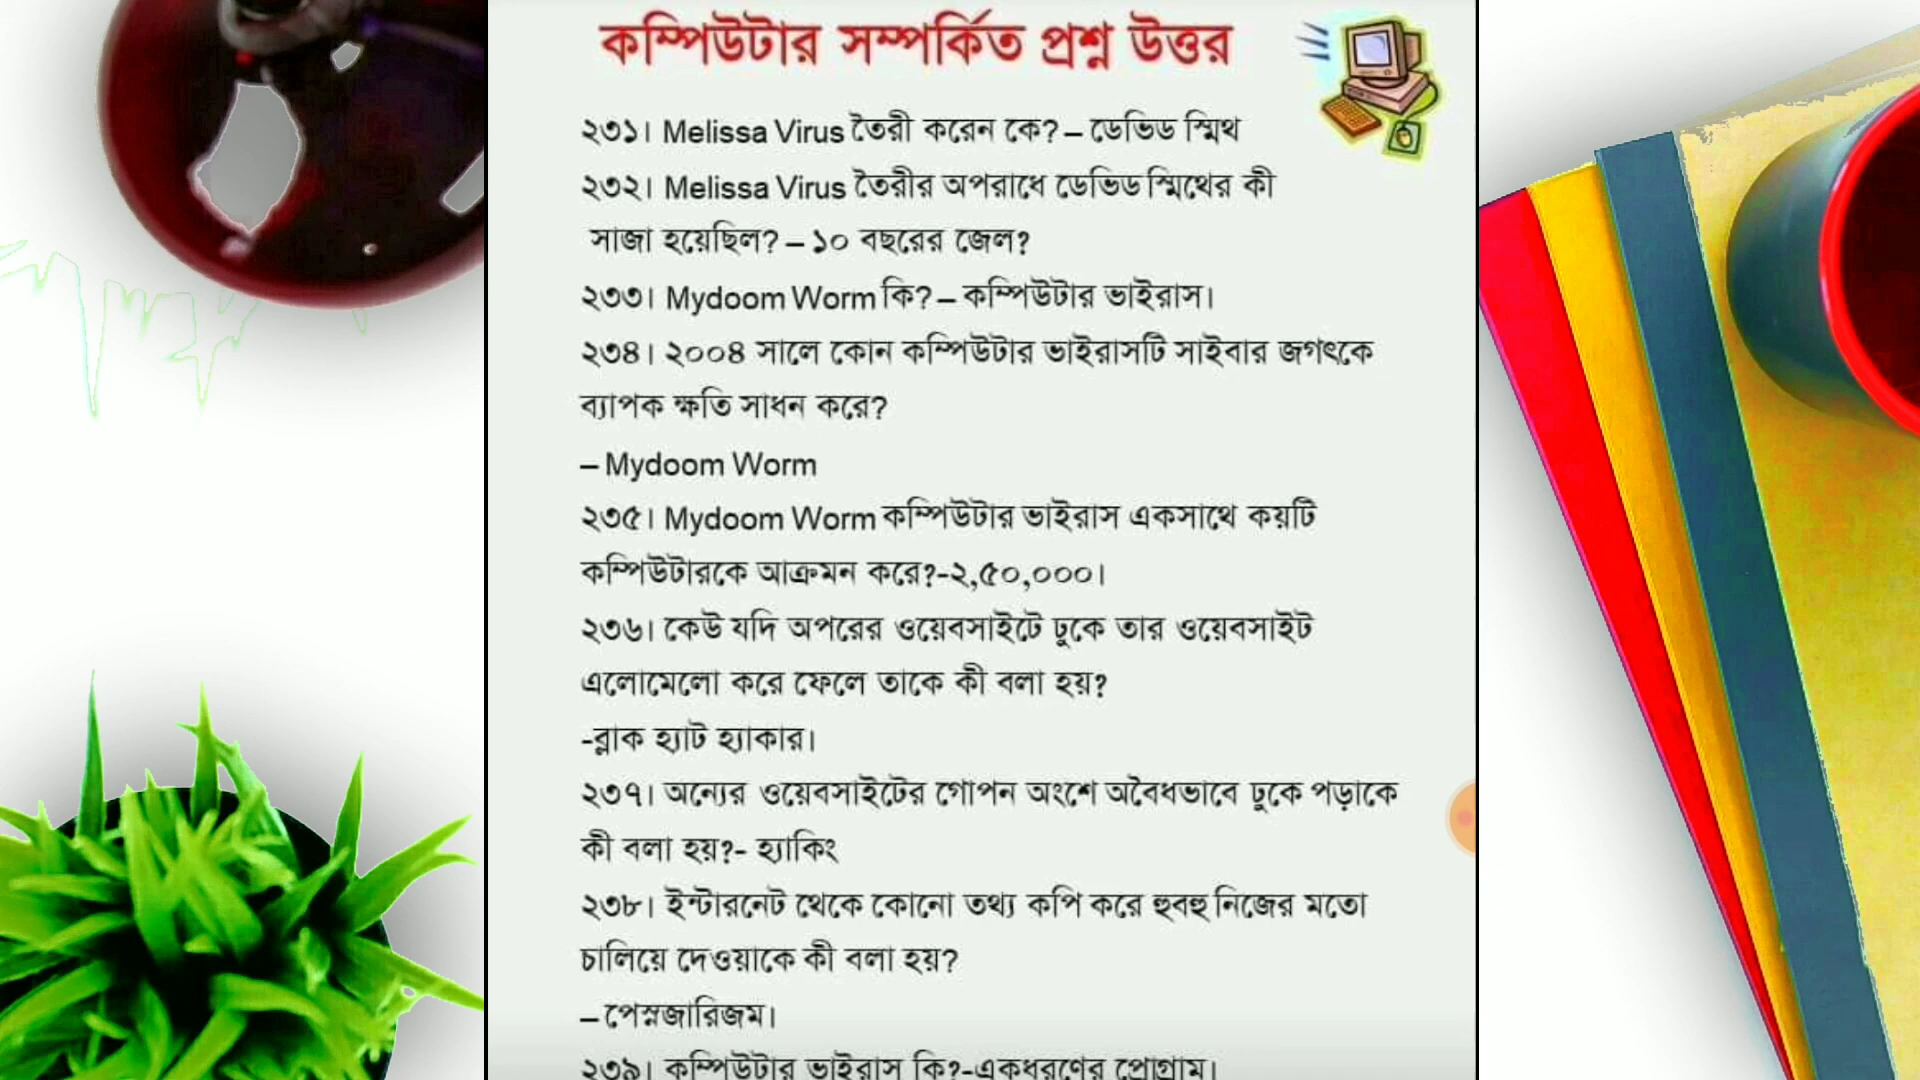 কম্পিউটার সম্পর্কিত প্রশ্ন উত্তর
২৩১। Melissa Virus তৈরী করেন কে? – ডেভিড স্মিথ
২৩২। Melissa Virus তৈরীর অপরাধে ডেভিড স্মিথের কী
সাজা হয়েছিল? – ১০ বছরের জেল?
২৩৩। Mydoom Worm কি? – কম্পিউটার ভাইরাস।
২৩৪। ২০০৪ সালে কোন কম্পিউটার ভাইরাসটি সাইবার জগৎকে
ব্যাপক ক্ষতি সাধন করে?
– Mydoom Worm
২৩৫। Mydoom Worm কম্পিউটার ভাইরাস একসাথে কয়টি
কম্পিউটারকে আক্রমন করে?-২,৫০,০০০।
২৩৬। কেউ যদি অপরের ওয়েবসাইটে ঢুকে তার ওয়েবসাইট
এলোমেলো করে ফেলে তাকে কী বলা হয়?
-ব্লাক হ্যাট হ্যাকার।
২৩৭। অন্যের ওয়েবসাইটের গোপন অংশে অবৈধভাবে ঢুকে পড়াকে
কী বলা হয়?- হ্যাকিং
২৩৮। ইন্টারনেট থেকে কোনো তথ্য কপি করে হুবহু নিজের মতো
চালিয়ে দেওয়াকে কী বলা হয়?
– পেস্নজারিজম।
২৩৯। কম্পিউটার ভাইরাস কি?-একধরণের প্রোগ্রাম।